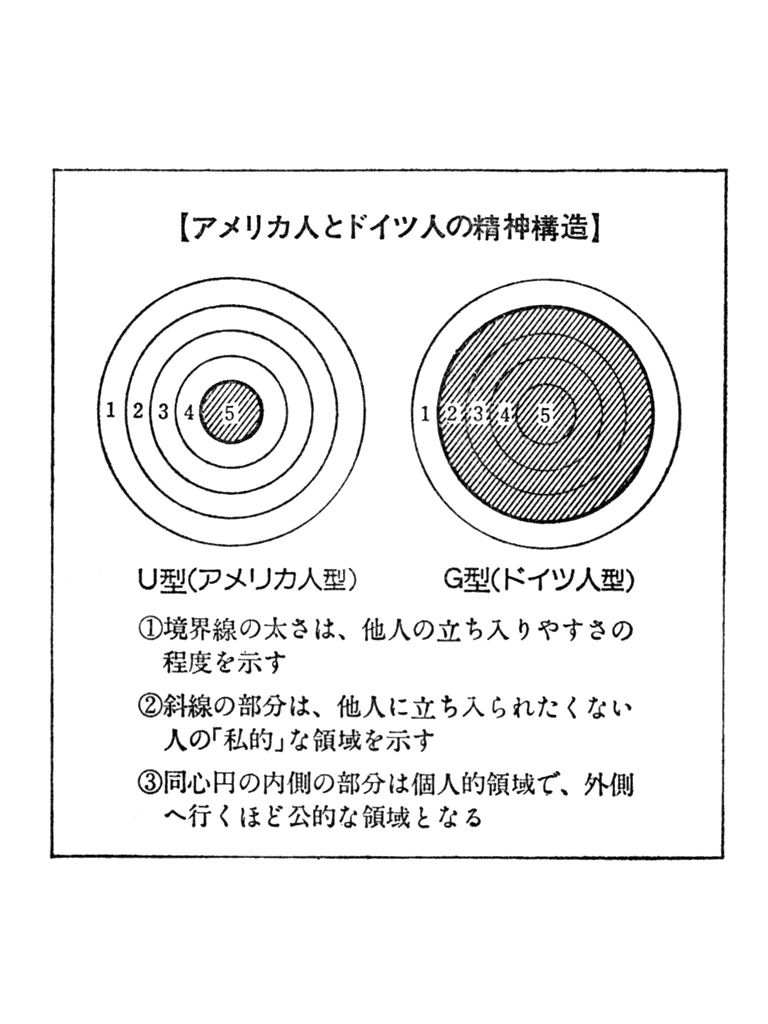 【アメリカ人とドイツ人の精神構造】
1 2 3 4 5
1 2 3 4 5
U型(アメリカ人型)
G型(ドイツ人型)
①境界線の太さは、他人の立ち入りやすさの
程度を示す
②斜線の部分は、他人に立ち入られたくない
人の「私的」な領域を示す
③同心円の内側の部分は個人的領域で、外側
へ行くほど公的な領域となる